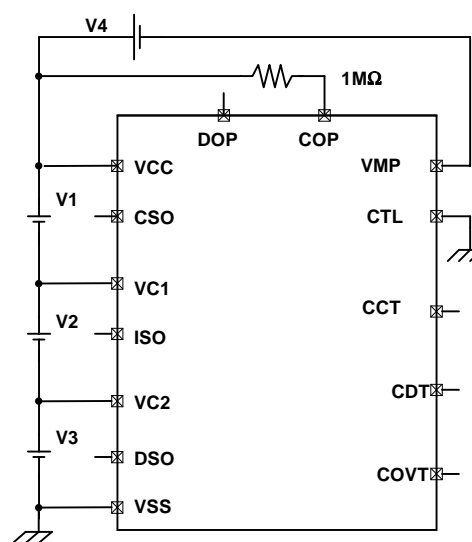 V4
1MΩ
DOP
COP
VCC
VMP
V1
CSO
CTL
VC1
CCT
V2
ISO
VC2
CDT
V3
DSO
COVT
VSS